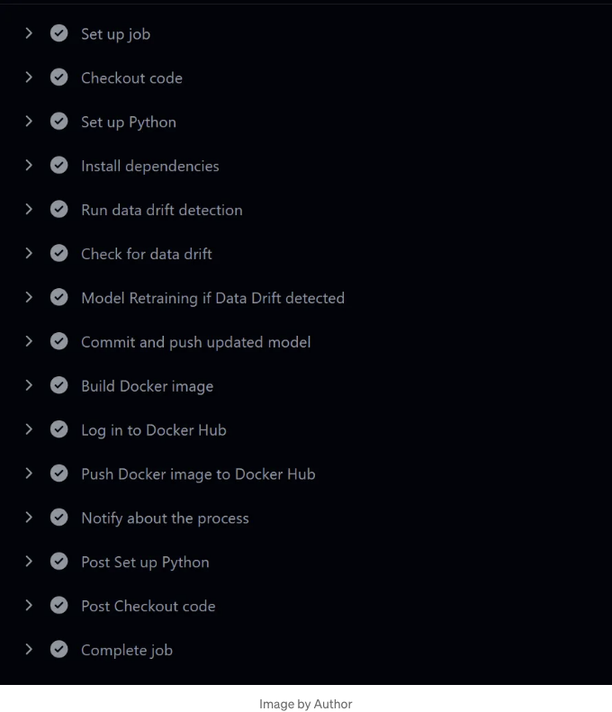 Set up job
Checkout code
Set up Python
Install dependencies
Run data drift detection
Check for data drift
Model Retraining if Data Drift detected
Commit and push updated model
Build Docker image
Log in to Docker Hub
Push Docker image to Docker Hub
Notify about the process
Post Set up Python
Post Checkout code
Complete job
Image by Author